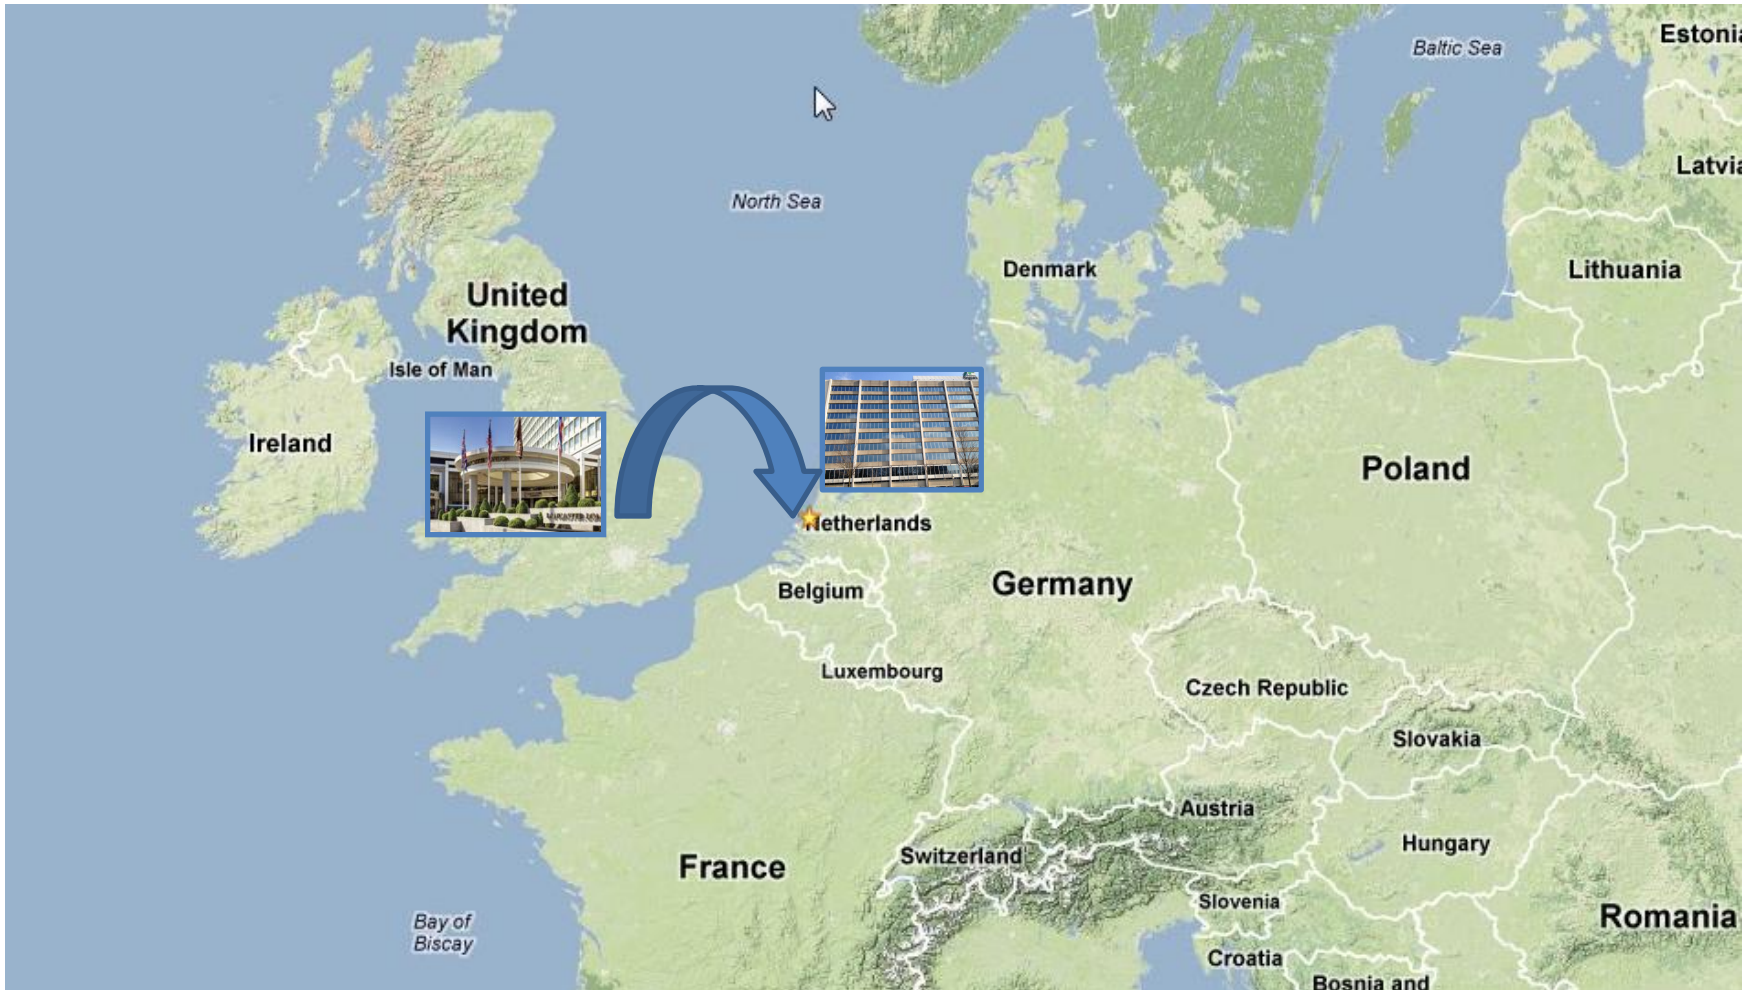 Estonia
Baltic Sea
Latvia
North Sea
Denmark
Lithuania
United
Kingdom
Isle of Man
Ireland
Poland
Netherlands
Belgium
Germany
Luxembourg
Czech Republic
Slovakia
Austria
Hungary
Switzerland
France
Slovenia
Bay of
Biscay
Romania
Croatia
Bosnia and